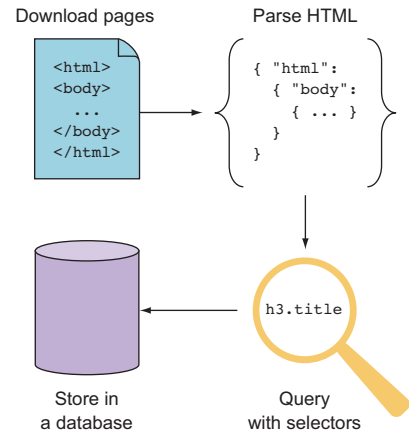 Download pages
<html>
<body>
...
</body>
</html>
Parse HTML
{ "html":
{ "body":
{ ... }
}
}
h3.title
Query
with selectors
Store in
a database